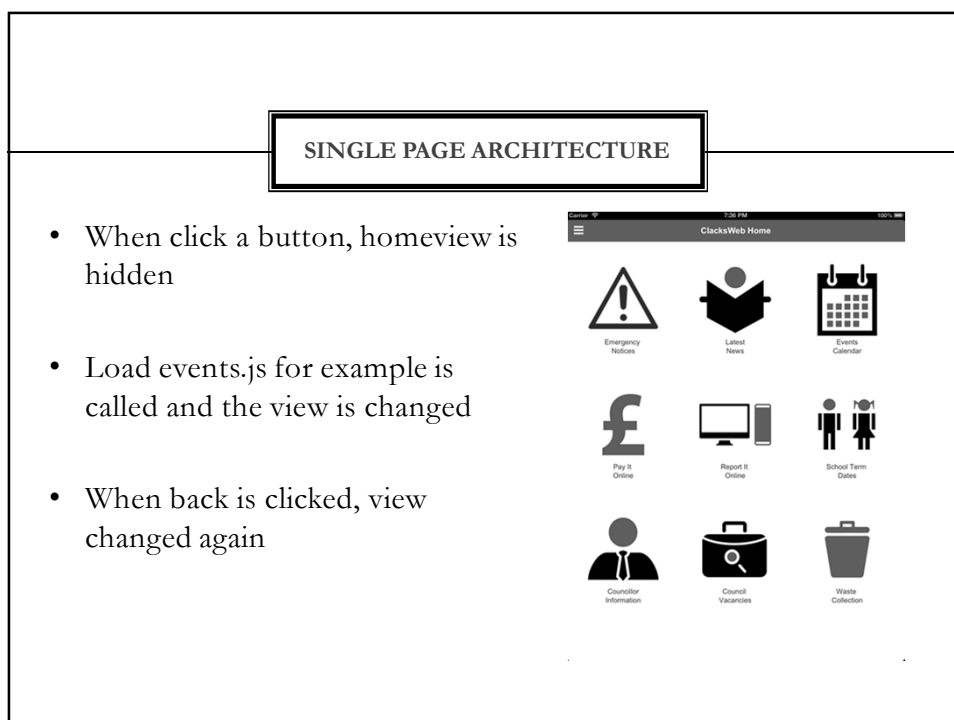 SINGLE PAGE ARCHITECTURE
• When click a button, homeview is
hidden
• Load events.js for example is
called and the view is changed
• When back is clicked, view
changed again
Carrier 7:36 PM 100%
ClacksWeb Home
Emergency
Notices
Latest
News
Events
Calendar
Pay It
Online
Report It
Online
School Term
Dates
Councillor
Information
Council
Vacancies
Waste
Collection